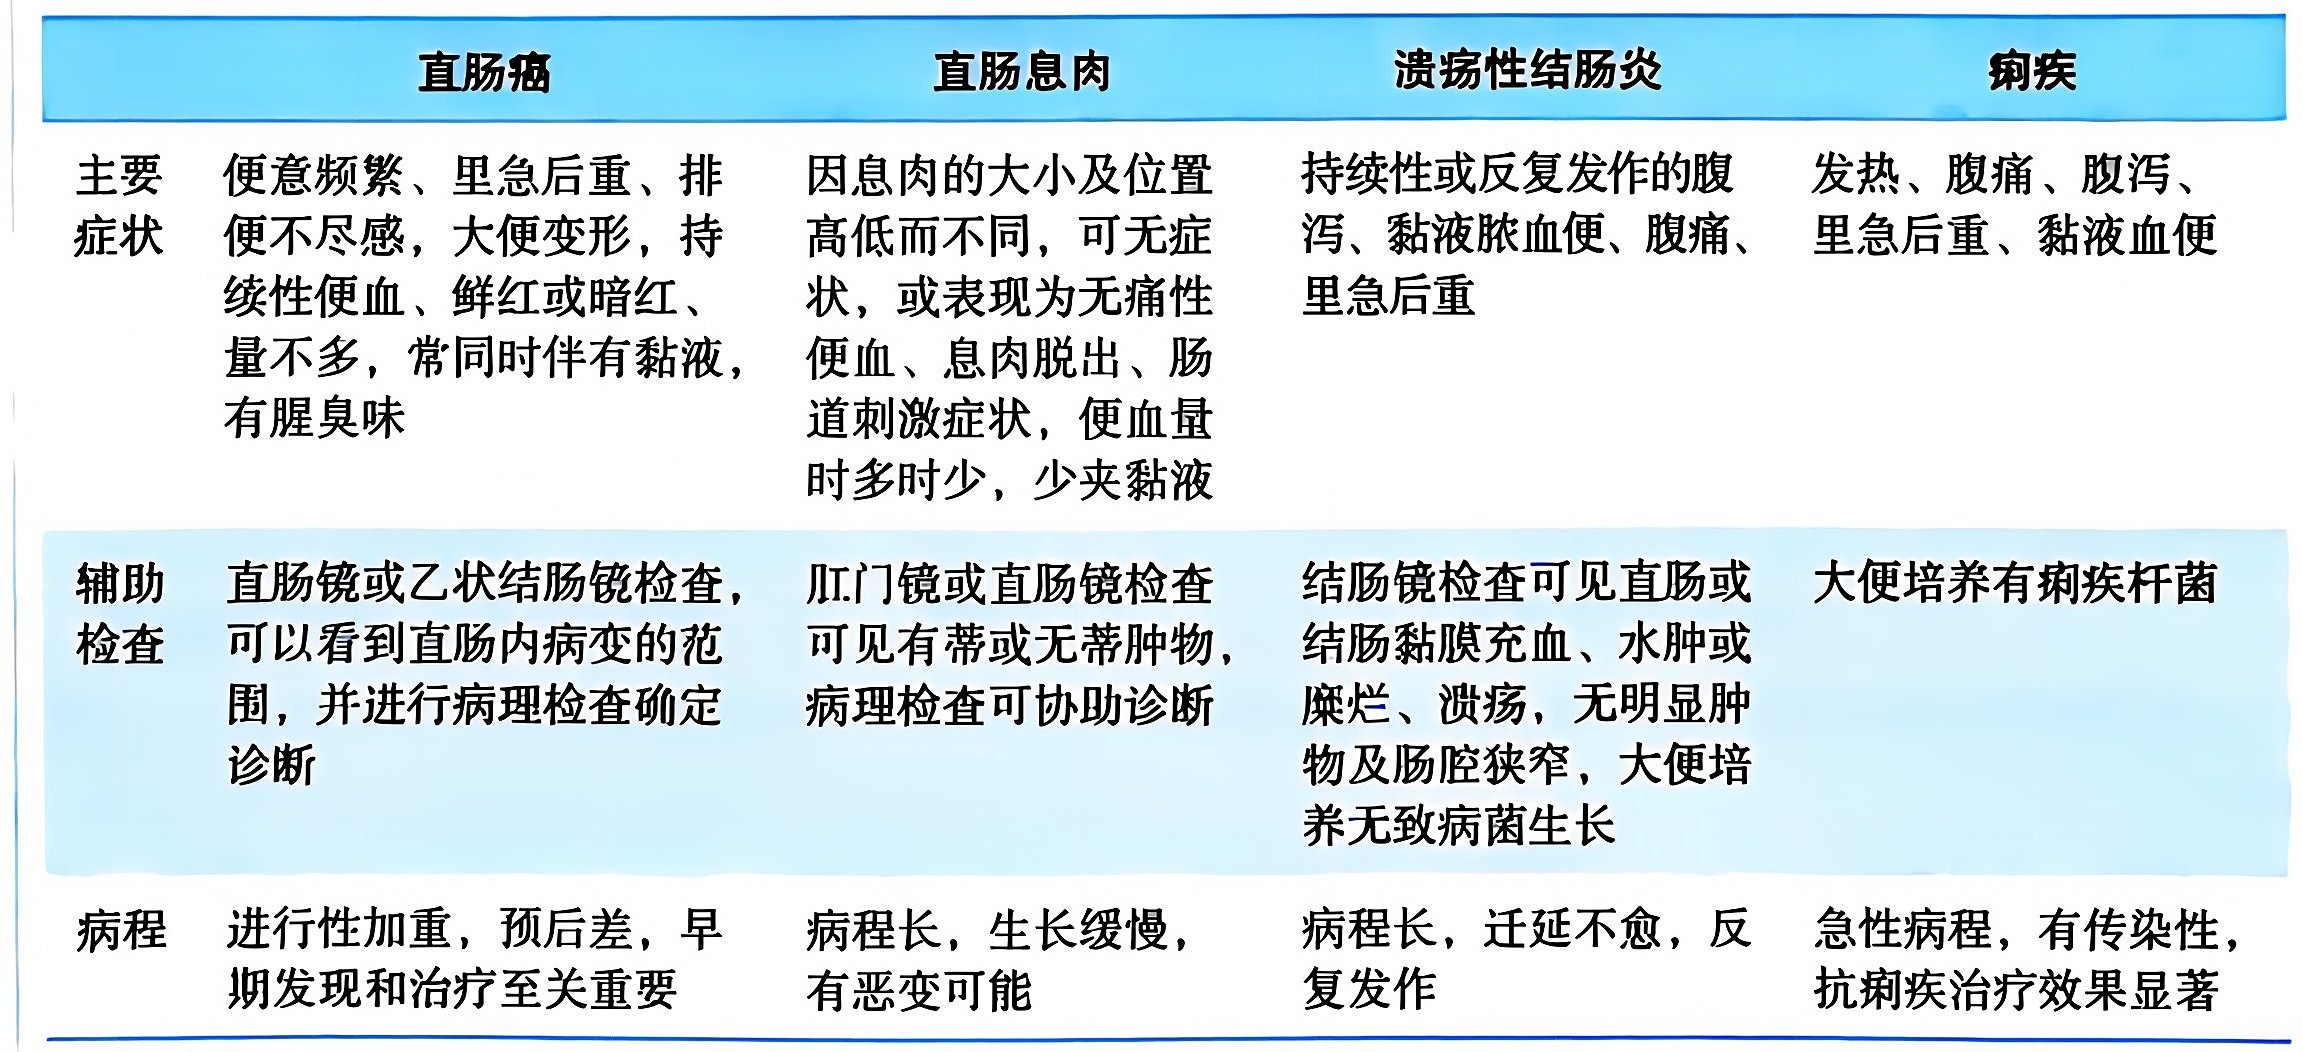 直肠癌 直肠息肉 溃疡性结肠炎 痢疾
主要症状
便意频繁、里急后重、排
便不尽感，大便变形，持
续性便血、鲜红或暗红、
量不多，常同时伴有黏液，
有腥臭味
因息肉的大小及位置
高低而不同，可无症
状，或表现为无痛性
便血、息肉脱出、肠
道刺激症状，便血量
时多时少，少夹黏液
持续性或反复发作的腹
泻、黏液脓血便、腹痛、
里急后重
发热、腹痛、腹泻、
里急后重、黏液血便
辅助
检查
直肠镜或乙状结肠镜检查，
可以看到直肠内病变的范
围，并进行病理检查确定
诊断
肛门镜或直肠镜检查
可见有蒂或无蒂肿物，
病理检查可协助诊断
结肠镜检查可见直肠或
结肠黏膜充血、水肿或
糜烂、溃疡，无明显肿
物及肠腔狭窄，大便培
养无致病菌生长
大便培养有痢疾杆菌
病程
进行性加重，预后差，早
期发现和治疗至关重要
病程长，生长缓慢，
有恶变可能
病程长，迁延不愈，反
复发作
急性病程，有传染性，
抗痢疾治疗效果显著